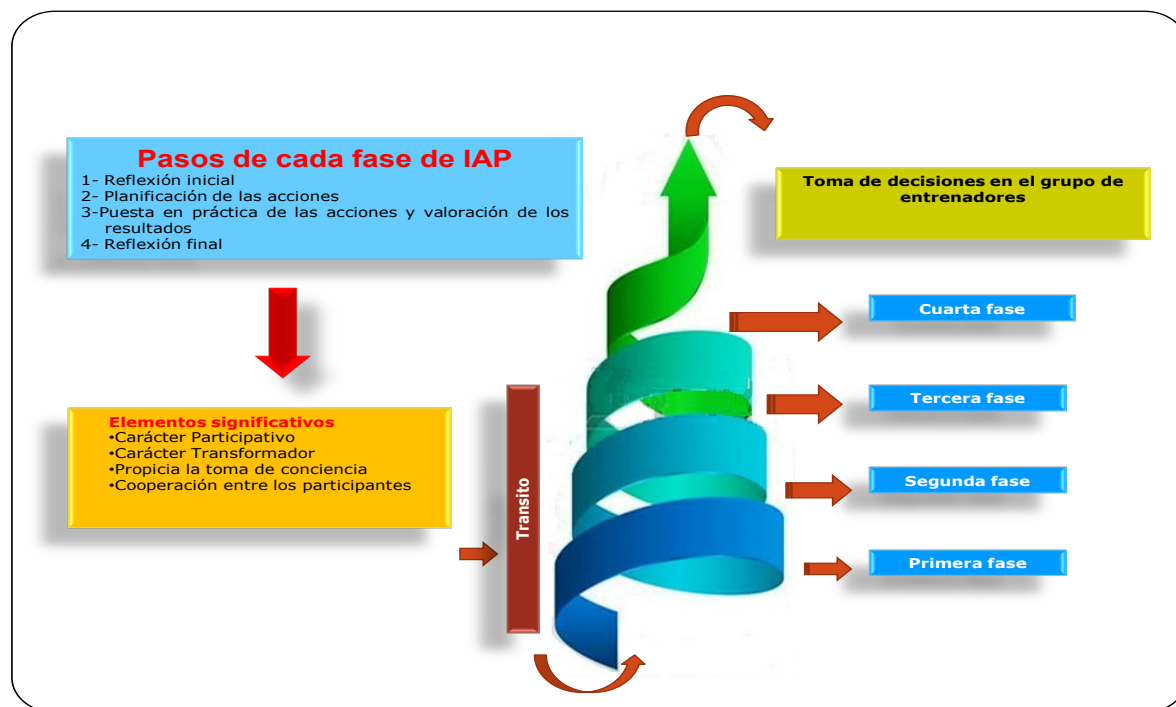 Pasos de cada fase de IAP
1- Reflexión inicial
2- Planificación de las acciones
3-Puesta en práctica de las acciones y valoración de los
resultados
4- Reflexión final
Elementos significativos
•Carácter Participativo
•Carácter Transformador
•Propicia la toma de conciencia
•Cooperación entre los participantes
Transito
Toma de decisiones en el grupo de
entrenadores
Cuarta fase
Tercera fase
Segunda fase
Primera fase